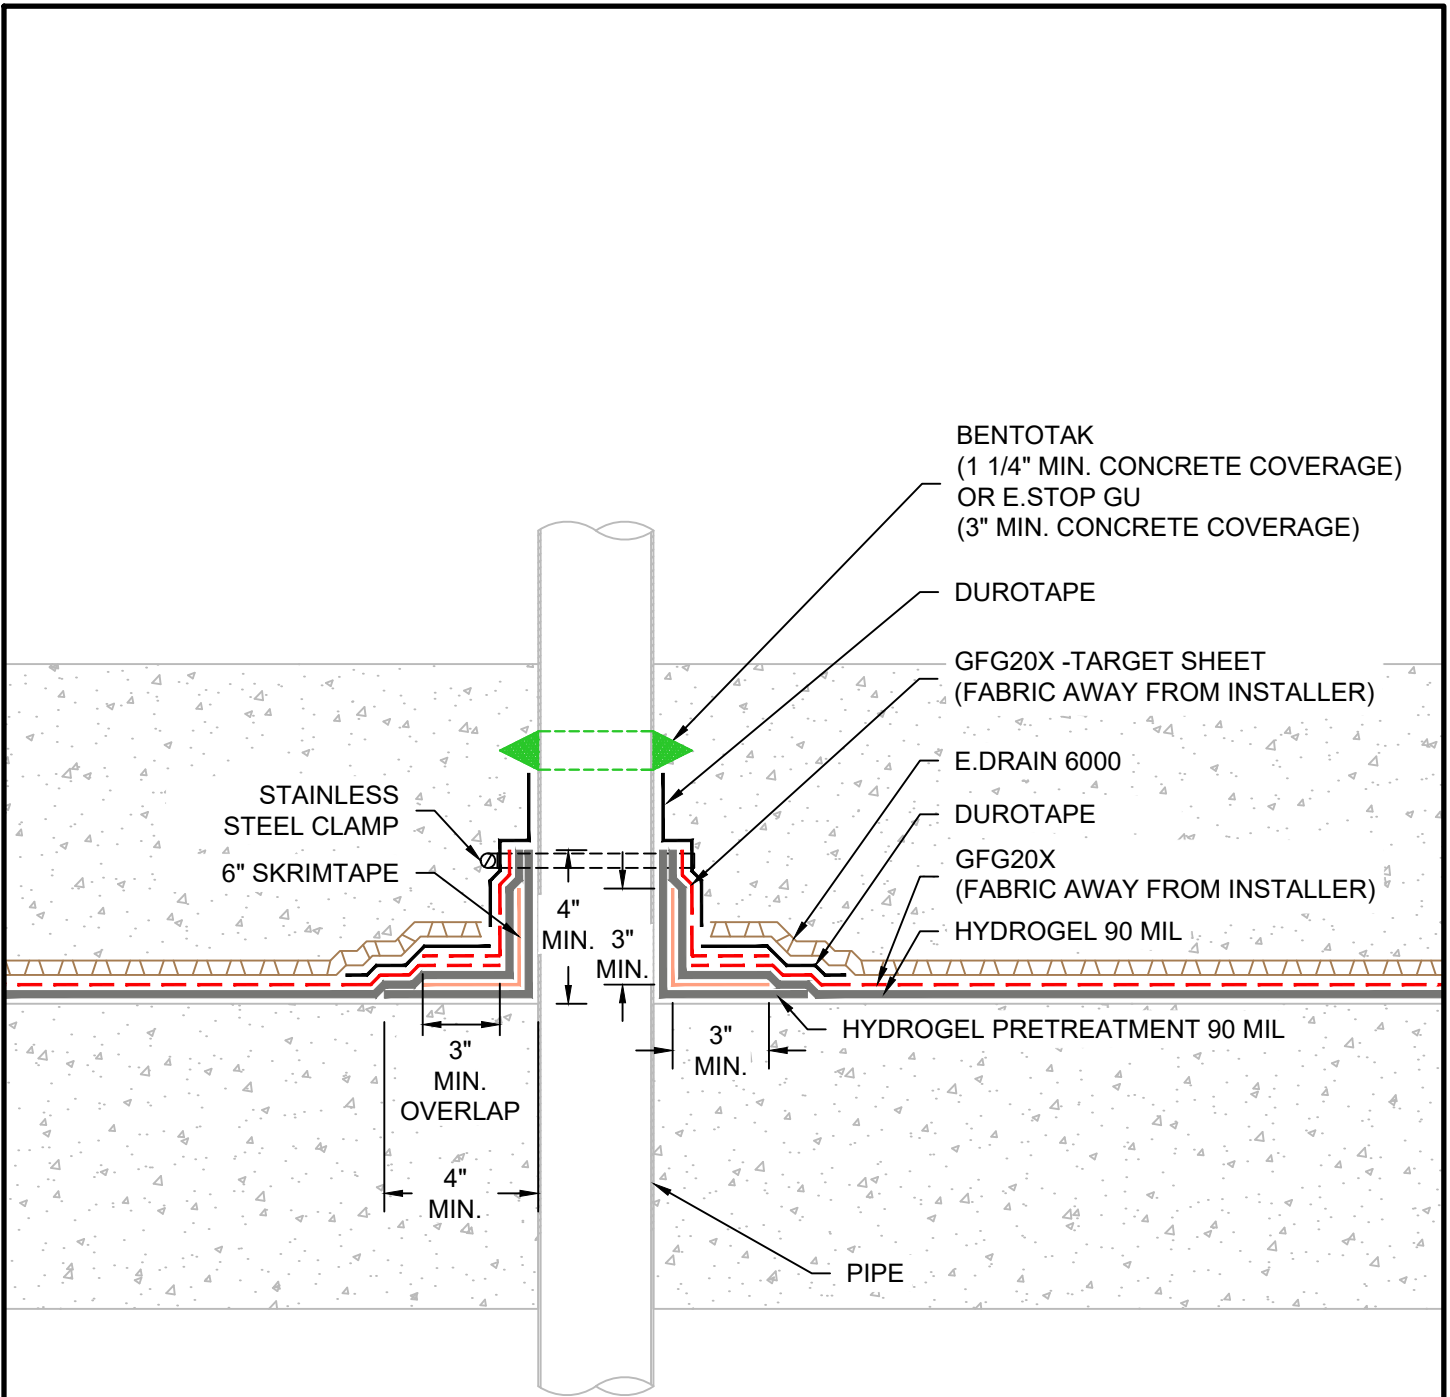 BENTOTAK
(1 1/4" MIN. CONCRETE COVERAGE)
OR E.STOP GU
(3" MIN. CONCRETE COVERAGE)
DUROTAPE
GFG20X -TARGET SHEET
(FABRIC AWAY FROM INSTALLER)
E.DRAIN 6000
DUROTAPE
GFG20X
(FABRIC AWAY FROM INSTALLER)
HYDROGEL 90 MIL
HYDROGEL PRETREATMENT 90 MIL
STAINLESS
STEEL CLAMP
6" SKRIMTAPE
4"
MIN.
3"
MIN.
3"
MIN.
OVERLAP
3"
MIN.
4"
MIN.
PIPE